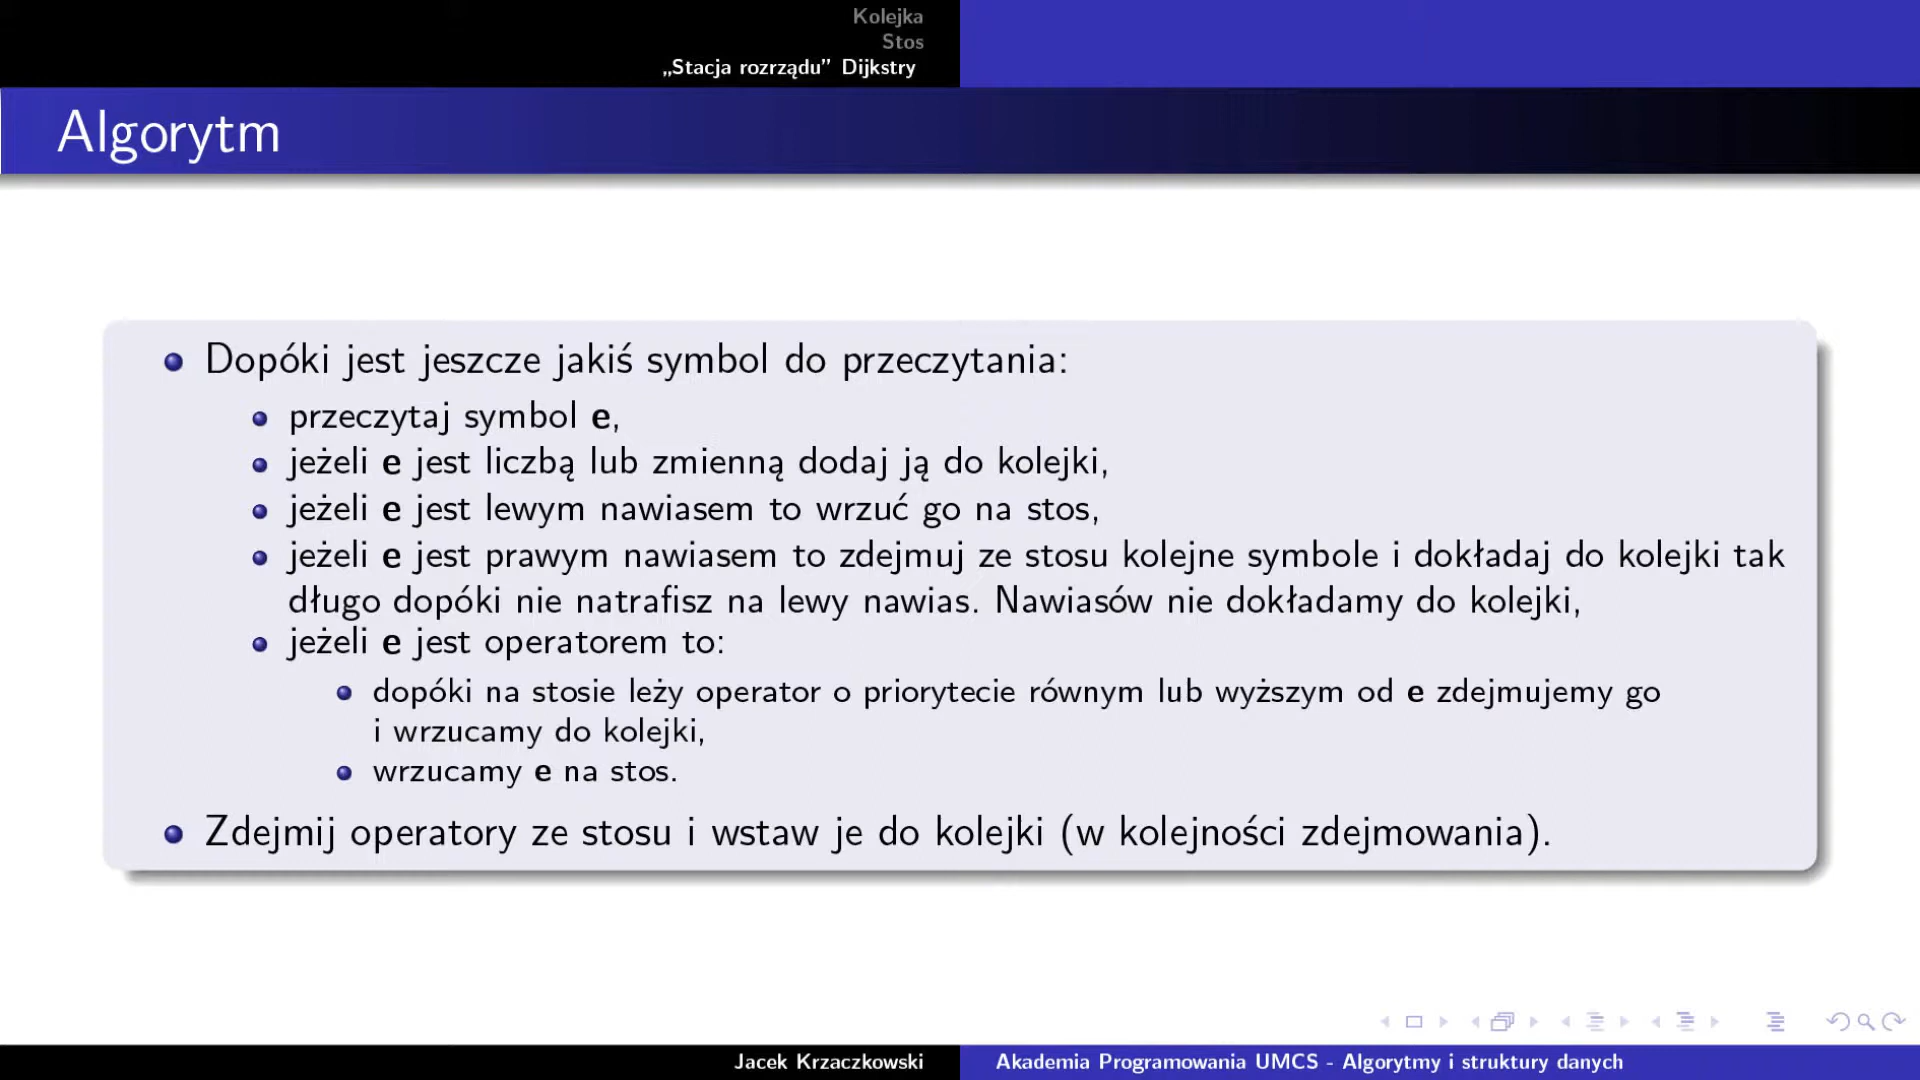 Kolejka
Stos
„Stacja rozrządu” Dijkstry
Algorytm
Dopóki jest jeszcze jakiś symbol do przeczytania:
przeczytaj symbol e,
jeżeli e jest liczbą lub zmienną dodaj ją do kolejki,
jeżeli e jest lewym nawiasem to wrzuć go na stos,
jeżeli e jest prawym nawiasem to zdejmuj ze stosu kolejne symbole i dokładaj do kolejki tak
długo dopóki nie natrafisz na lewy nawias. Nawiasów nie dokładamy do kolejki,
jeżeli e jest operatorem to:
dopóki na stosie leży operator o priorytecie równym lub wyższym od e zdejmujemy go
i wrzucamy do kolejki,
wrzucamy e na stos.
Zdejmij operatory ze stosu i wstaw je do kolejki (w kolejności zdejmowania).
Jacek Krzaczkowski
Akademia Programowania UMCS - Algorytmy i struktury danych